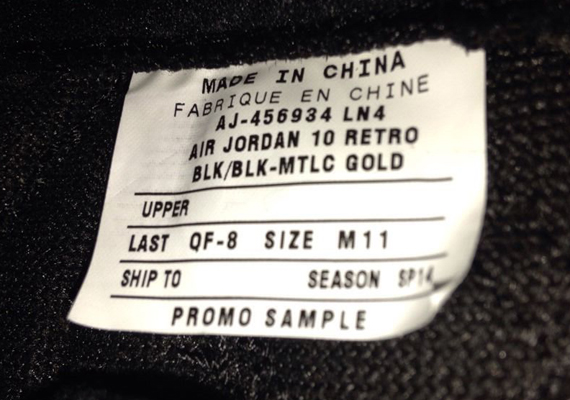 MADE IN CHINA
FABRIQUE EN CHINE
AJ-456934 LN4
AIR JORDAN 10 RETRO
BLK/BLK-MTLC GOLD
UPPER
LAST QF-8 SIZE M11
SHIP TO SEASON SP14
PROMO SAMPLE